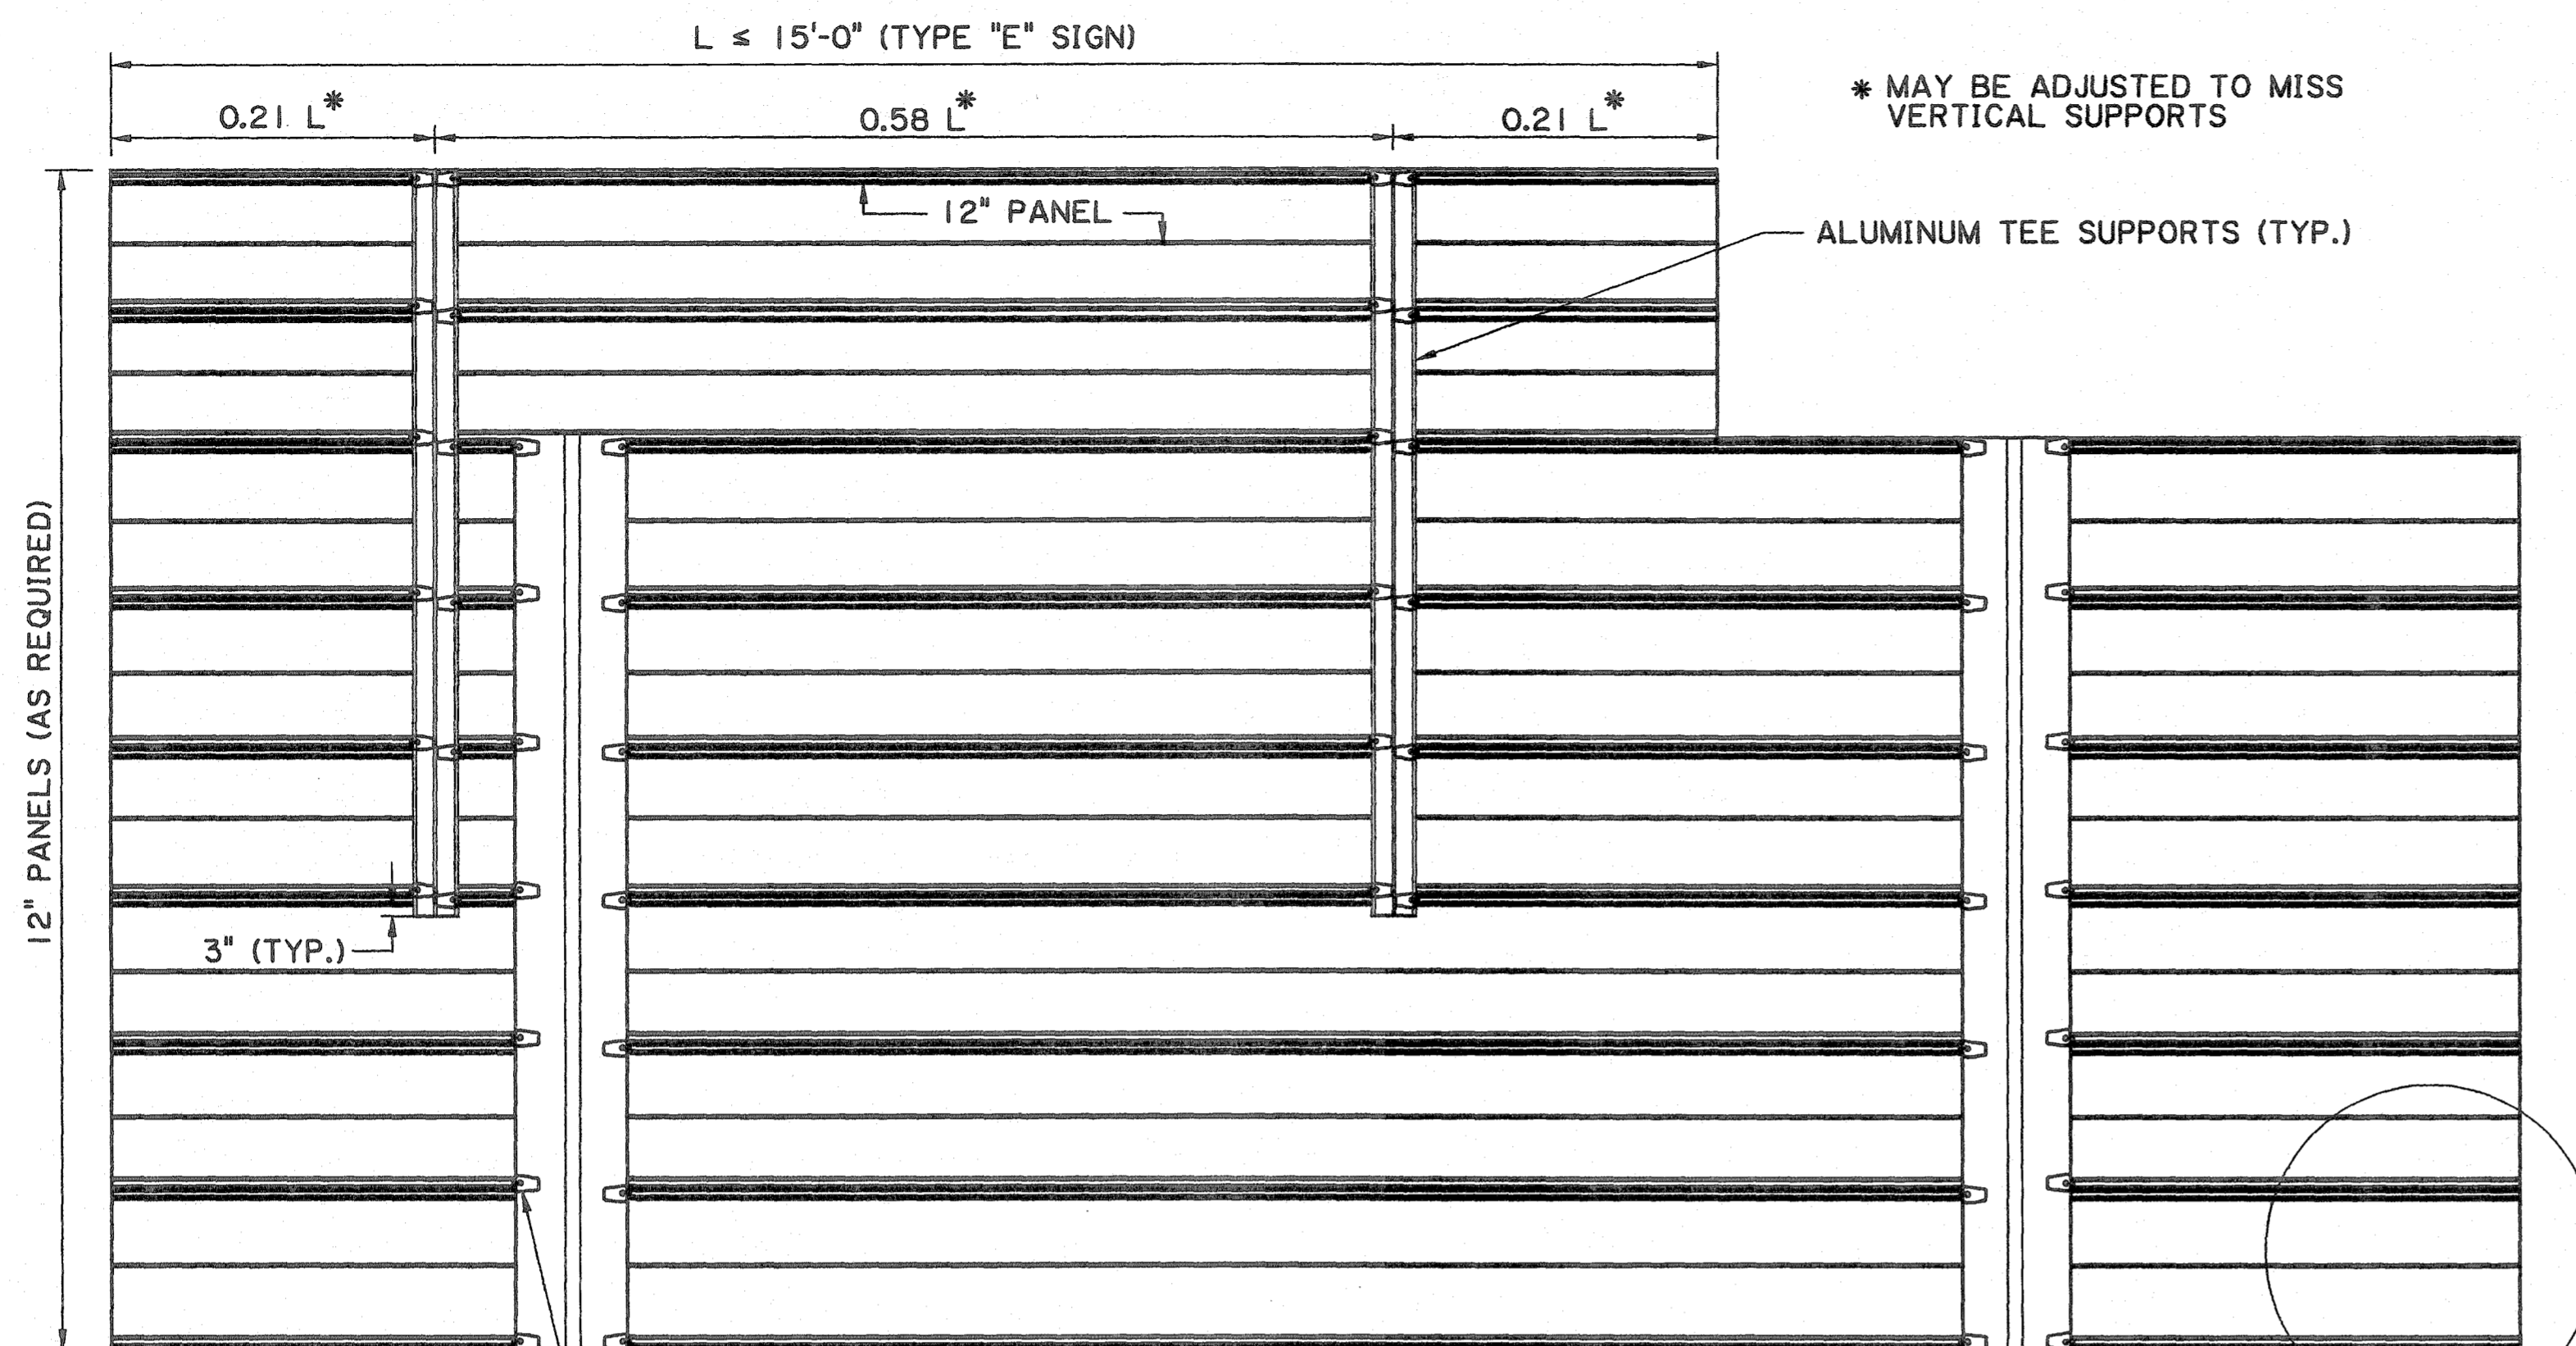 L ≤ 15'-0" (TYPE "E" SIGN)
0.21 L*
0.58 L*
0.21 L*
* MAY BE ADJUSTED TO MISS
VERTICAL SUPPORTS
12" PANEL
ALUMINUM TEE SUPPORTS (TYP.)
12" PANELS (AS REQUIRED)
3" (TYP.)